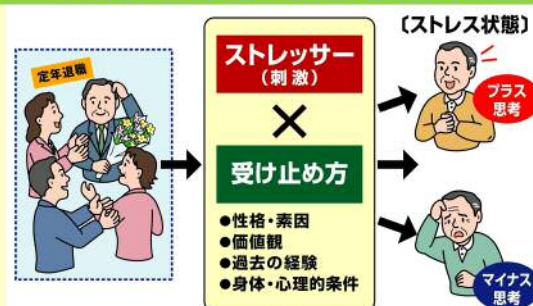 定年退職
ストレッサー
(刺激)
×
受け止め方
●性格・素因
●価値観
●過去の経験
●身体・心理的条件
〔ストレス状態〕
プラス
思考
マイナス
思考